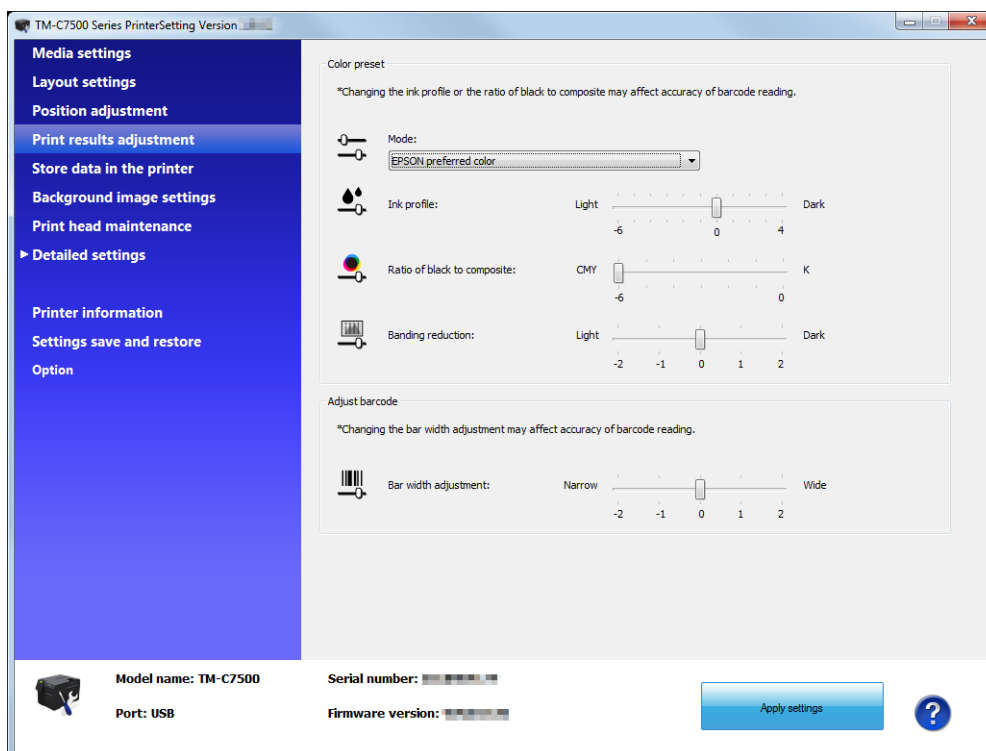 TM-C7500 Series PrinterSetting Version
Media settings
Layout settings
Position adjustment
Print results adjustment
Store data in the printer
Background image settings
Print head maintenance
Detailed settings
Printer information
Settings save and restore
Option
Color preset
*Changing the ink profile or the ratio of black to composite may affect accuracy of barcode reading.
Mode:
EPSON preferred color
Ink profile: Light Dark
-6 0 4
Ratio of black to composite: CMY K
-6 0
Banding reduction: Light Dark
-2 -1 0 1 2
Adjust barcode
*Changing the bar width adjustment may affect accuracy of barcode reading.
Bar width adjustment: Narrow Wide
-2 -1 0 1 2
Model name: TM-C7500 Serial number:
Port: USB Firmware version:
Apply settings
?